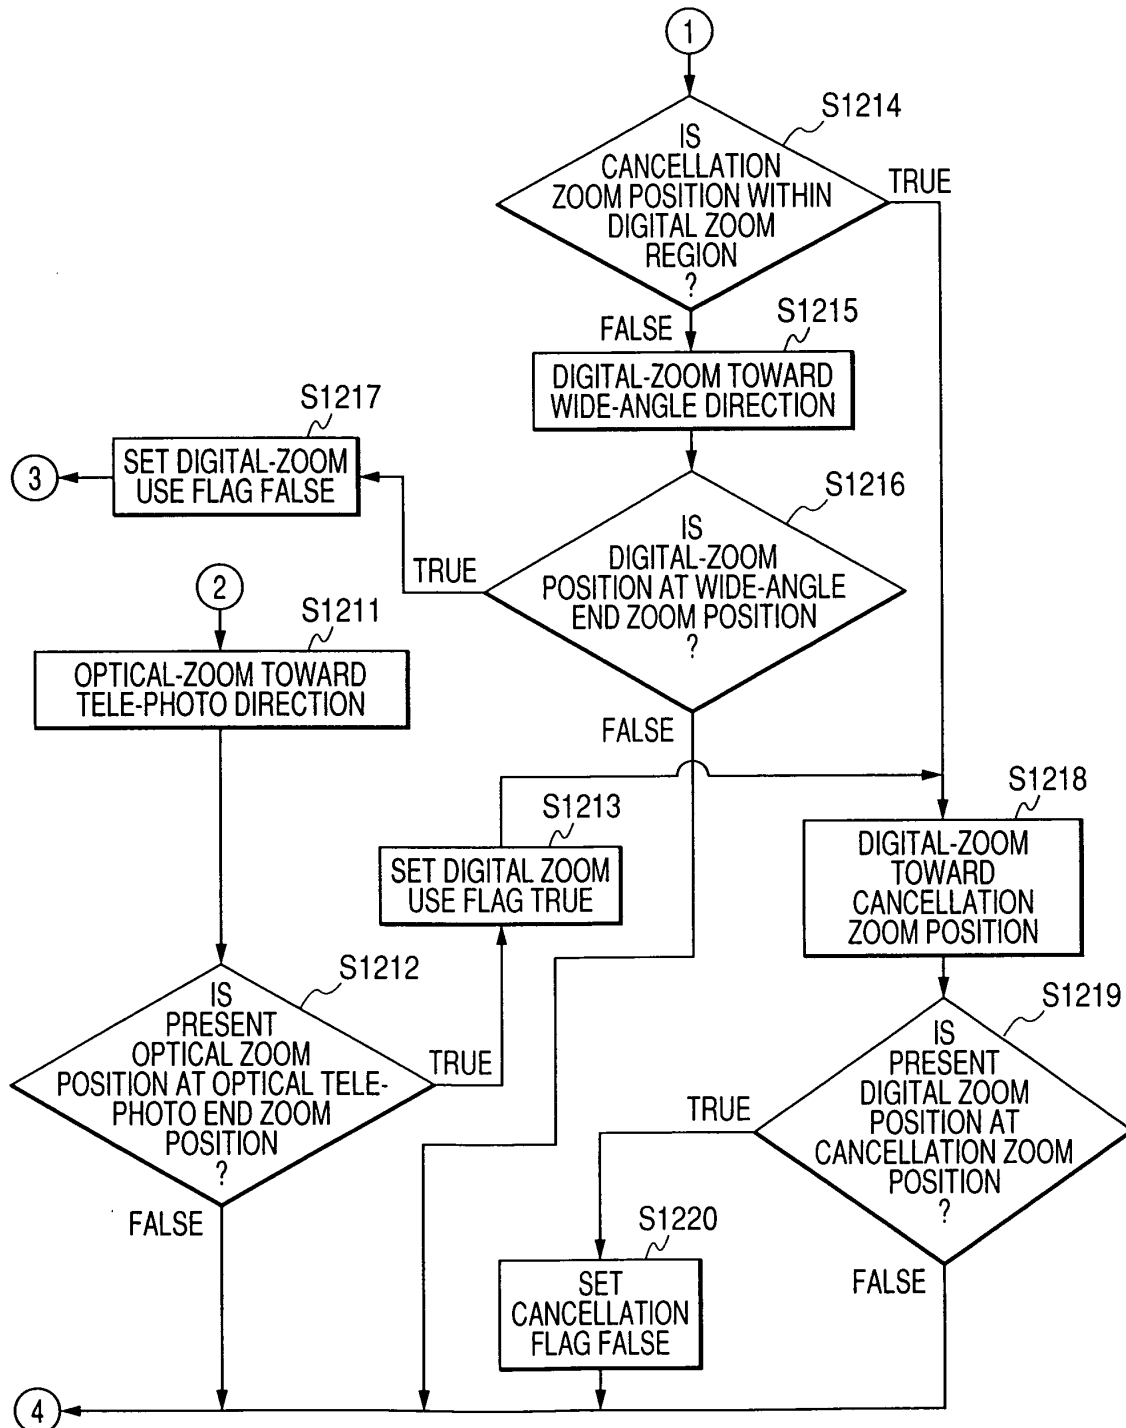 1
S1214
IS
CANCELLATION
ZOOM POSITION WITHIN
DIGITAL ZOOM
REGION
?
TRUE
FALSE
S1215
DIGITAL-ZOOM TOWARD
WIDE-ANGLE DIRECTION
S1217
SET DIGITAL-ZOOM
USE FLAG FALSE
3
S1216
IS
DIGITAL-ZOOM
POSITION AT WIDE-ANGLE
END ZOOM POSITION
?
TRUE
FALSE
2
S1211
OPTICAL-ZOOM TOWARD
TELE-PHOTO DIRECTION
S1213
SET DIGITAL ZOOM
USE FLAG TRUE
S1218
DIGITAL-ZOOM
TOWARD
CANCELLATION
ZOOM POSITION
S1212
IS
PRESENT
OPTICAL ZOOM
POSITION AT OPTICAL TELE-
PHOTO END ZOOM
POSITION
?
TRUE
FALSE
S1219
IS
PRESENT
DIGITAL ZOOM
POSITION AT
CANCELLATION ZOOM
POSITION
?
TRUE
FALSE
S1220
SET
CANCELLATION
FLAG FALSE
4